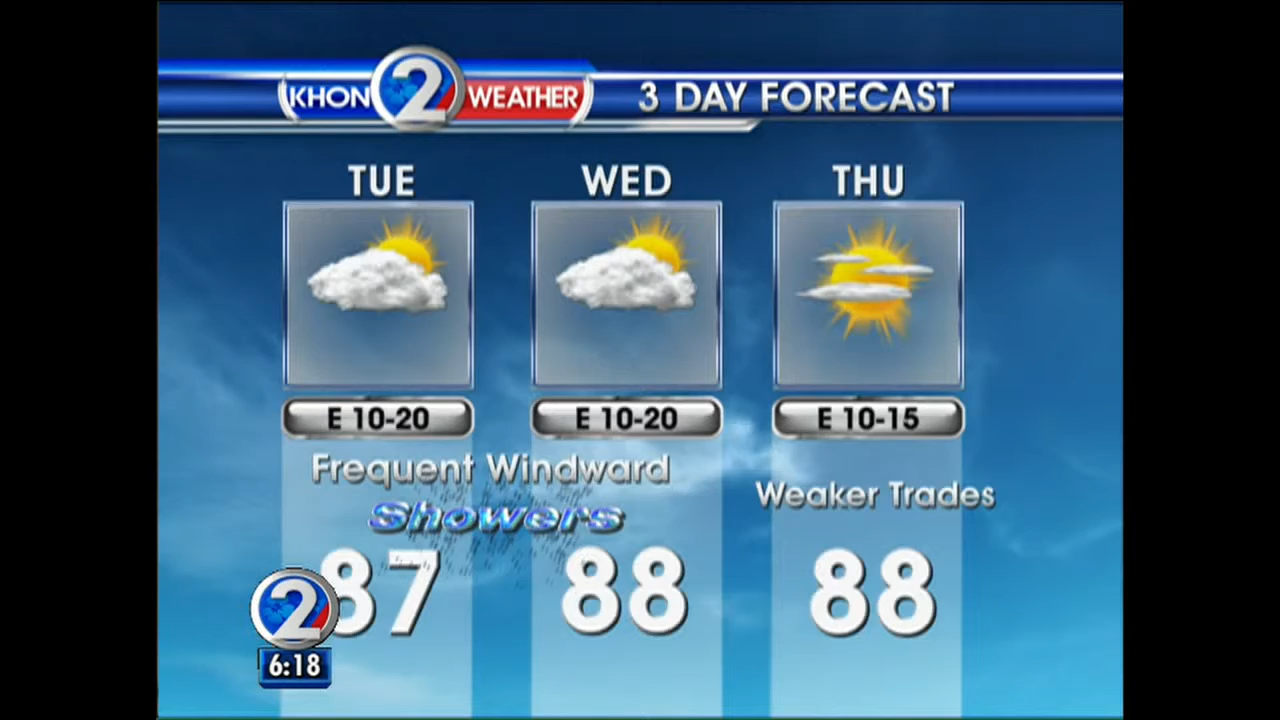 KHON 2 WEATHER 3 DAY FORECAST
TUE WED THU
E 10-20 E 10-20 E 10-15
Frequent Windward
Showers
Weaker Trades
87 88 88
2
6:18